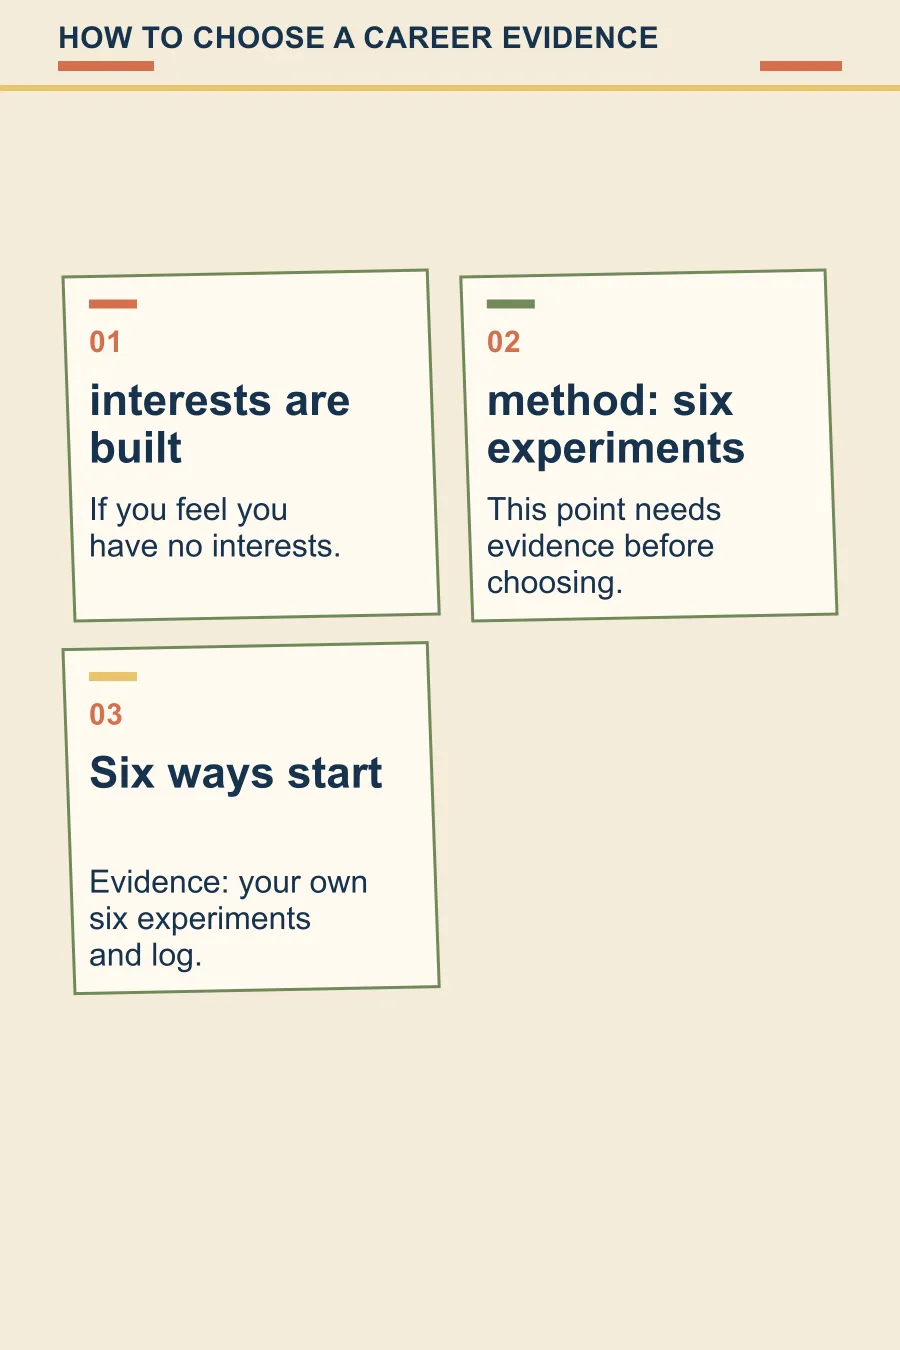 HOW TO CHOOSE A CAREER EVIDENCE
01
interests are
built
If you feel you
have no interests.
02
method: six
experiments
This point needs
evidence before
choosing.
03
Six ways start
Evidence: your own
six experiments
and log.